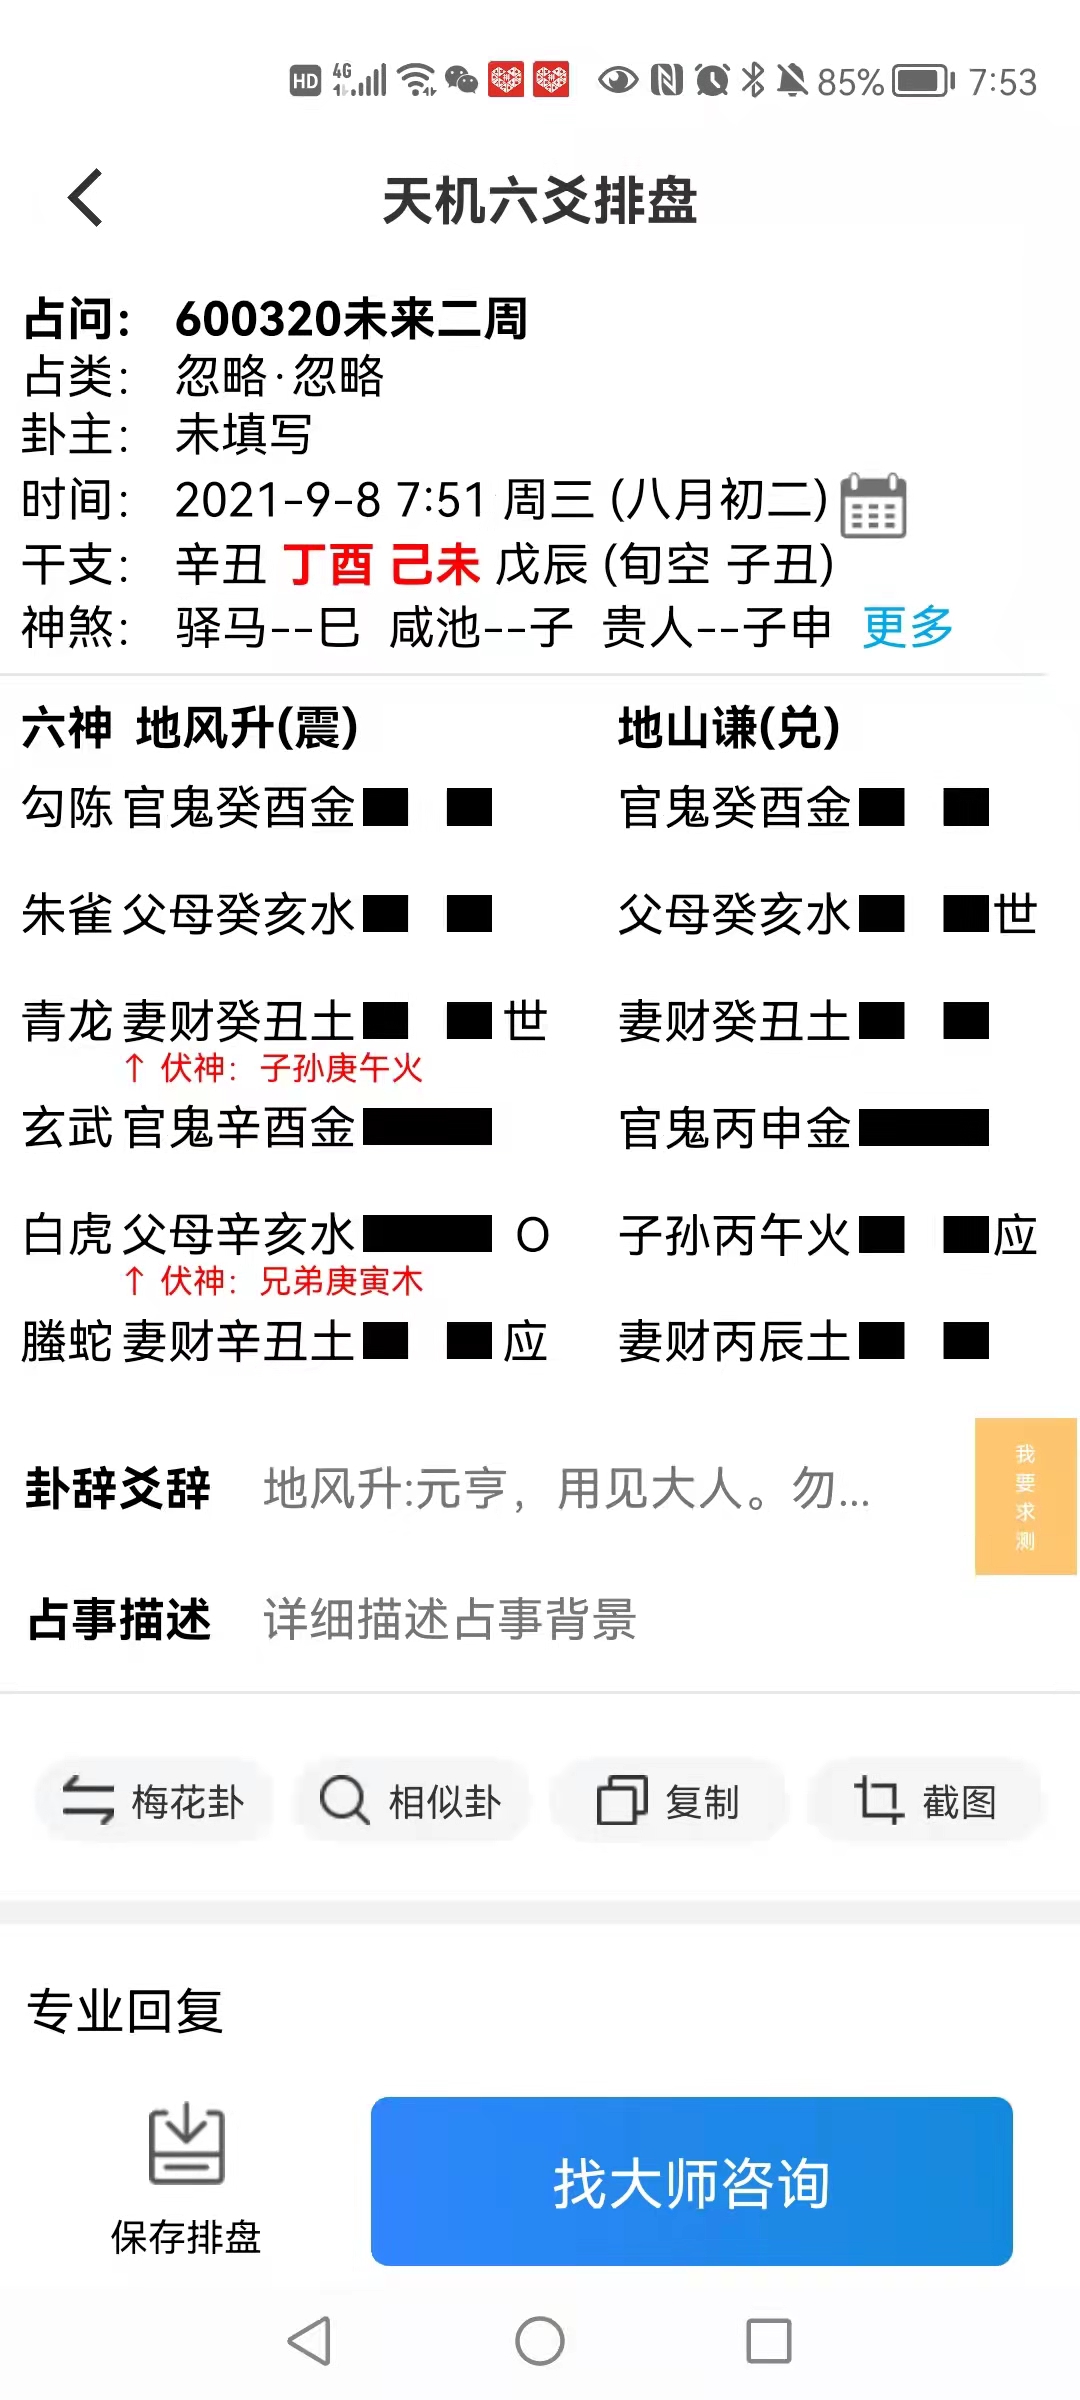 HD 4G 85% 7:53
天机六爻排盘
占问： 600320未来二周
占类： 忽略·忽略
卦主： 未填写
时间： 2021-9-8 7:51 周三 (八月初二)
干支： 辛丑 丁酉 己未 戊辰 (旬空 子丑)
神煞： 驿马--巳 咸池--子 贵人--子申 更多
六神 地风升(震) 地山谦(兑)
勾陈 官鬼癸酉金 官鬼癸酉金
朱雀 父母癸亥水 父母癸亥水 世
青龙 妻财癸丑土 世 妻财癸丑土
↑ 伏神：子孙庚午火
玄武 官鬼辛酉金 官鬼丙申金
白虎 父母辛亥水 O 子孙丙午火 应
↑ 伏神：兄弟庚寅木
螣蛇 妻财辛丑土 应 妻财丙辰土
卦辞爻辞 地风升:元亨，用见大人。勿...
我要求测
占事描述 详细描述占事背景
梅花卦 相似卦 复制 截图
专业回复
保存排盘 找大师咨询